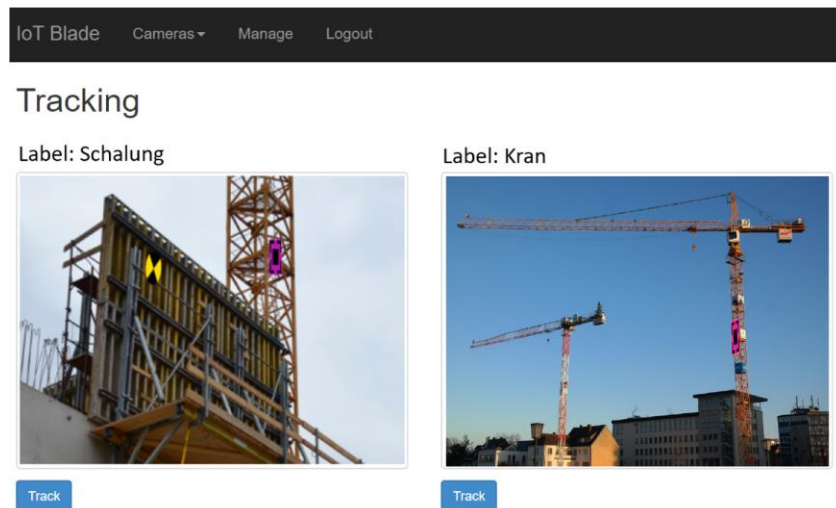 IoT Blade Cameras Manage Logout
Tracking
Label: Schalung
Label: Kran
Track
Track